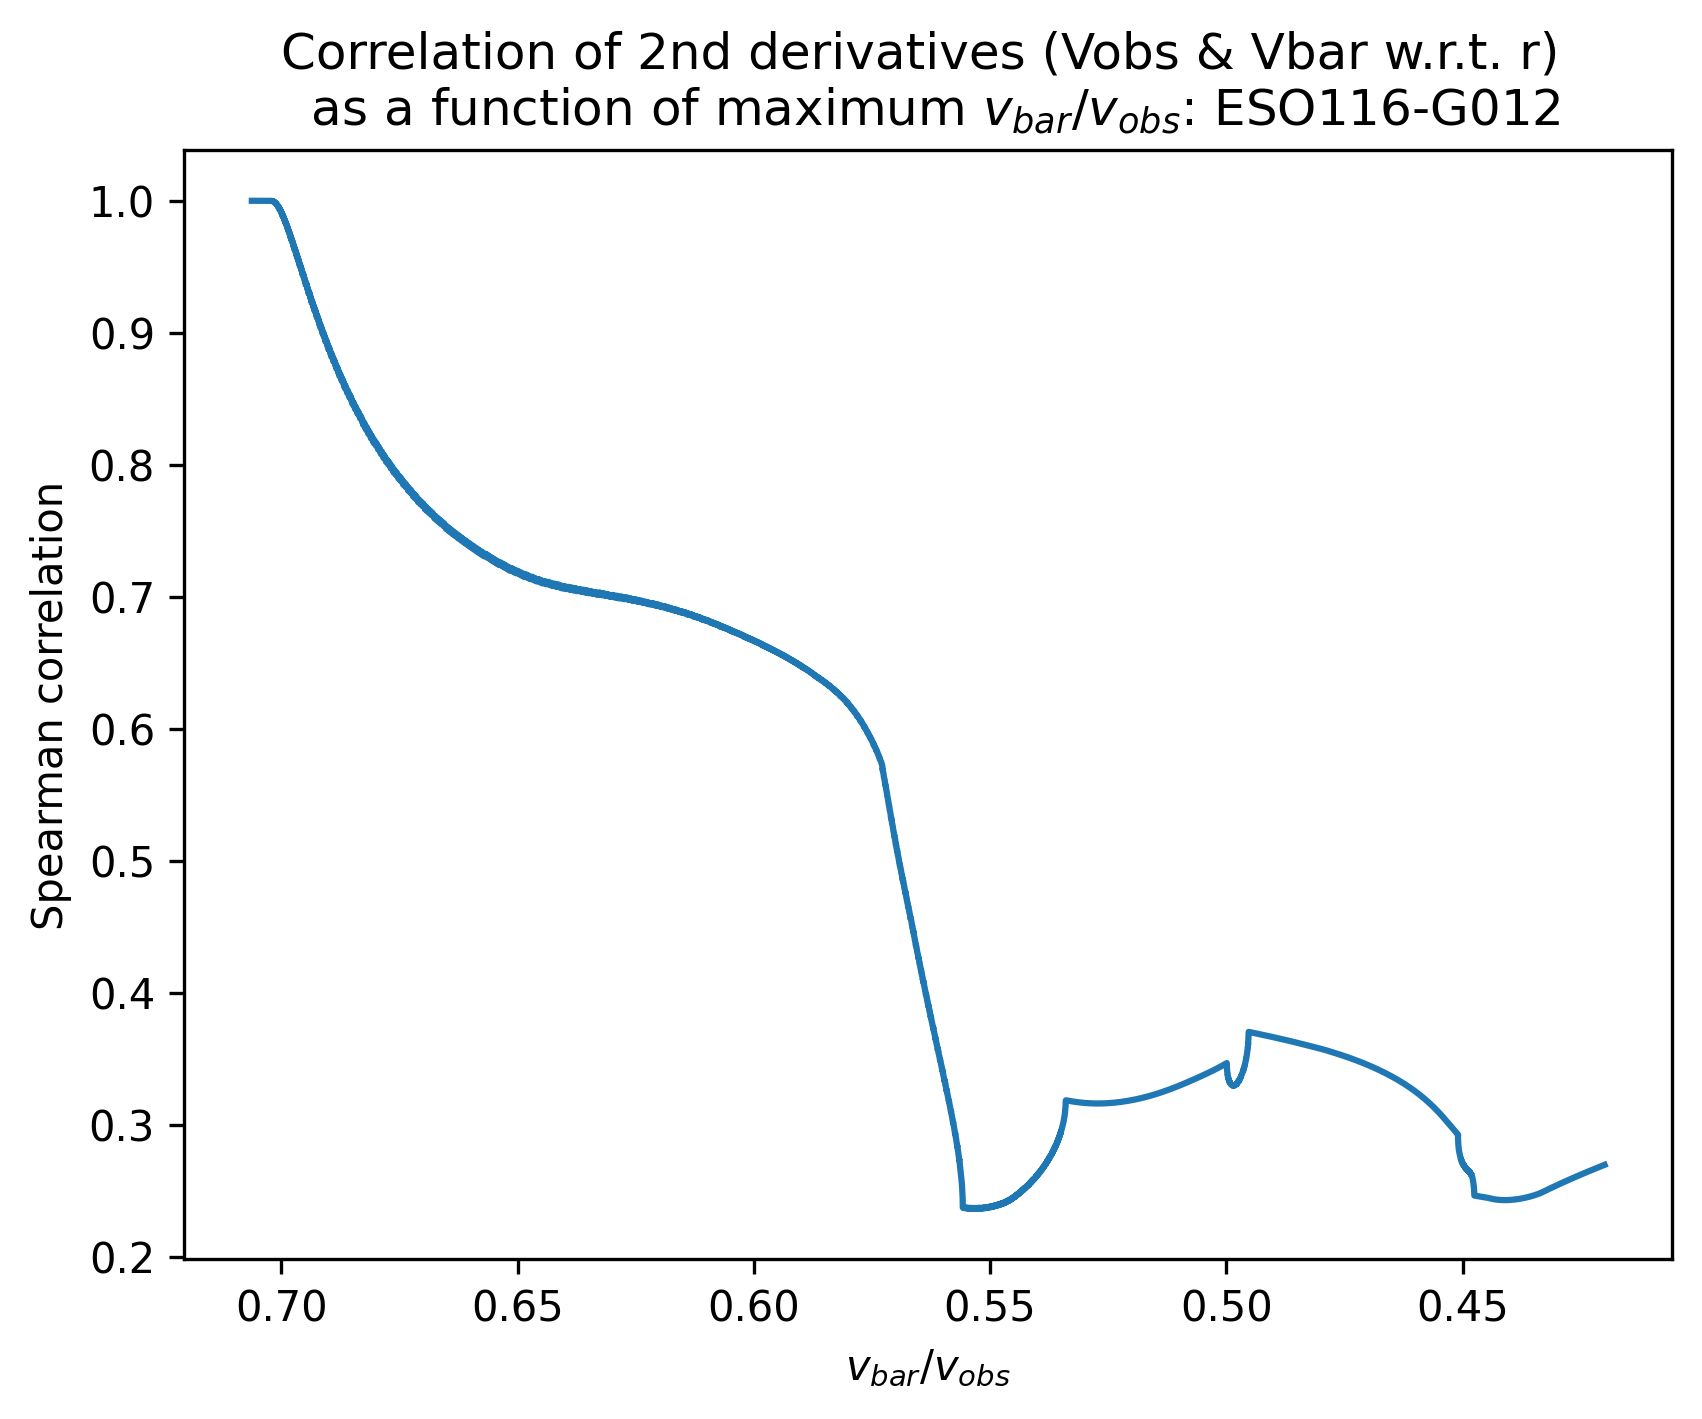 Correlation of 2nd derivatives (Vobs & Vbar w.r.t. r)
as a function of maximum v_bar/v_obs: ESO116-G012
1.0
0.9
0.8
0.7
0.6
0.5
0.4
0.3
0.2
Spearman correlation
0.70 0.65 0.60 0.55 0.50 0.45
v_bar/v_obs